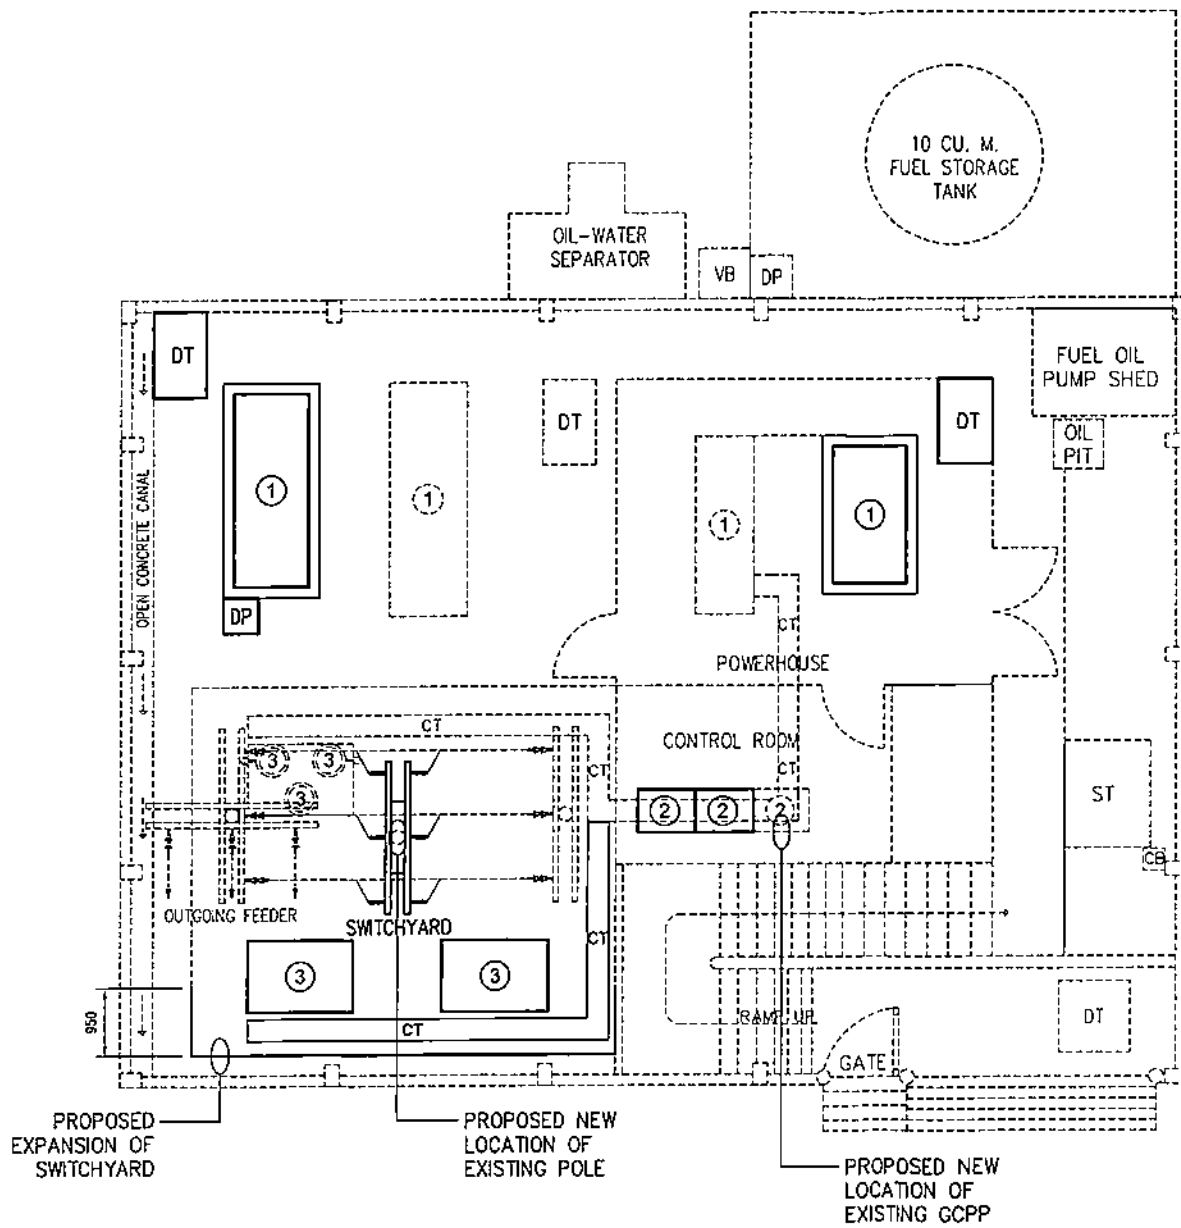 10 CU. M.
FUEL STORAGE
TANK
OIL-WATER
SEPARATOR
VB
DP
DT
FUEL OIL
PUMP SHED
DT
DT
OIL
PIT
OPEN CONCRETE CANAL
1
1
1
1
DP
CT
POWERHOUSE
CT
CONTROL ROOM
CT
CT
3
3
3
2
2
2
ST
CB
OUTGOING FEEDER
SWITCHYARD
CT
3
3
950
CT
RAMP UP
DT
GATE
PROPOSED
EXPANSION OF
SWITCHYARD
PROPOSED NEW
LOCATION OF
EXISTING POLE
PROPOSED NEW
LOCATION OF
EXISTING GCPP